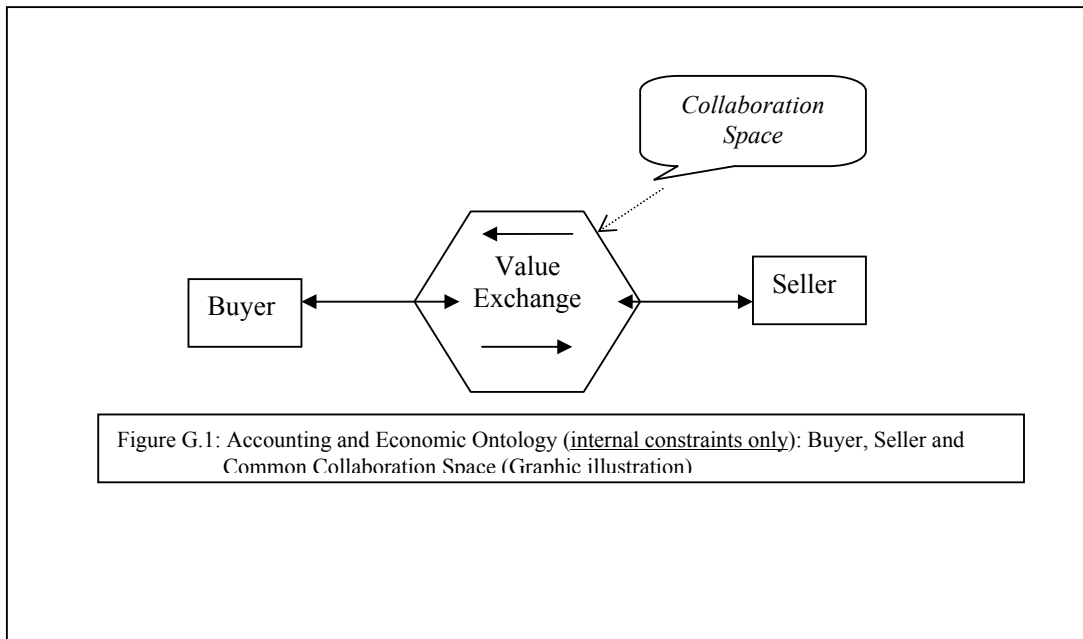 Collaboration
Space
Value
Exchange
Buyer
Seller
Figure G.1: Accounting and Economic Ontology (internal constraints only): Buyer, Seller and
Common Collaboration Space (Graphic illustration)